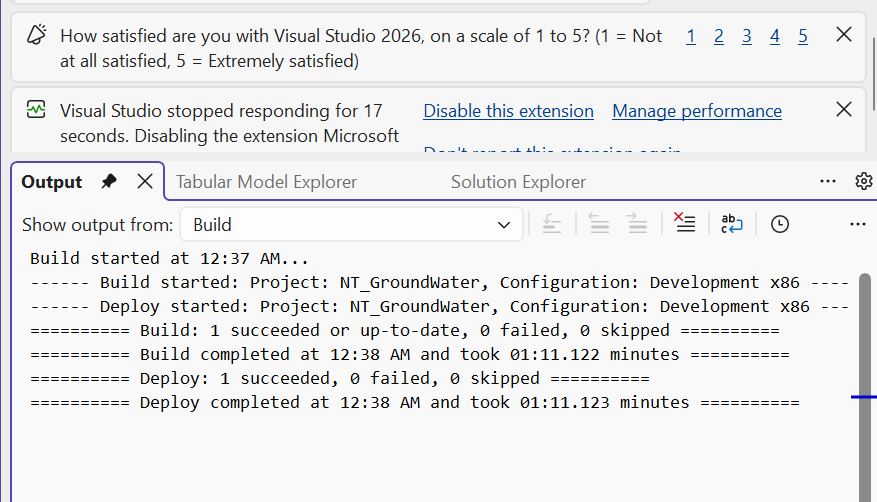 How satisfied are you with Visual Studio 2026, on a scale of 1 to 5? (1 = Not 1 2 3 4 5
at all satisfied, 5 = Extremely satisfied)
Visual Studio stopped responding for 17 Disable this extension Manage performance
seconds. Disabling the extension Microsoft
Don't report this extension again
Output Tabular Model Explorer Solution Explorer
Show output from: Build
Build started at 12:37 AM...
------ Build started: Project: NT_GroundWater, Configuration: Development x86 ----
------ Deploy started: Project: NT_GroundWater, Configuration: Development x86 ---
========== Build: 1 succeeded or up-to-date, 0 failed, 0 skipped ==========
========== Build completed at 12:38 AM and took 01:11.122 minutes ==========
========== Deploy: 1 succeeded, 0 failed, 0 skipped ==========
========== Deploy completed at 12:38 AM and took 01:11.123 minutes ==========